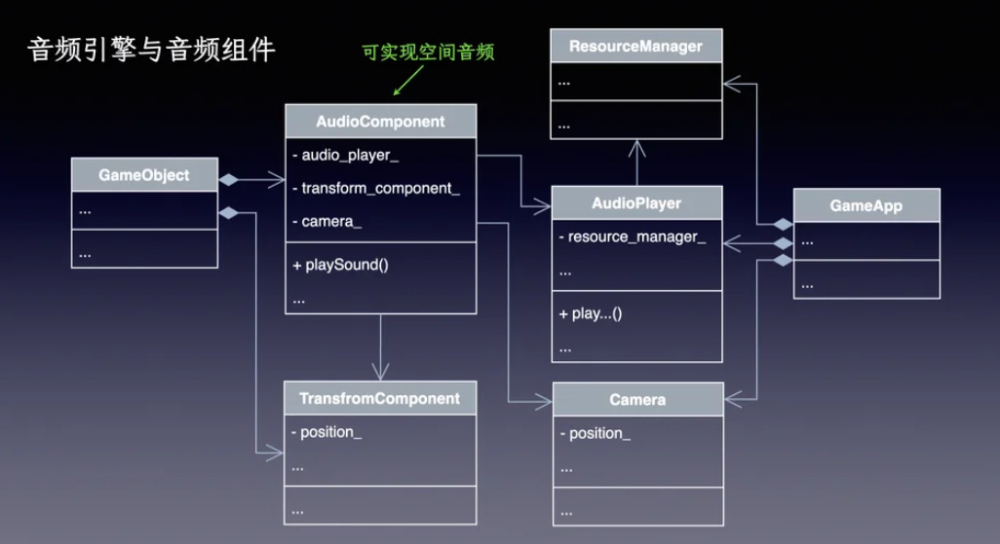 音频引擎与音频组件
可实现空间音频
ResourceManager
...
...
AudioComponent
- audio_player_
- transform_component_
- camera_
+ playSound()
...
GameObject
...
...
AudioPlayer
- resource_manager_
...
+ play...()
...
GameApp
...
...
TransfromComponent
- position_
...
...
Camera
- position_
...
...